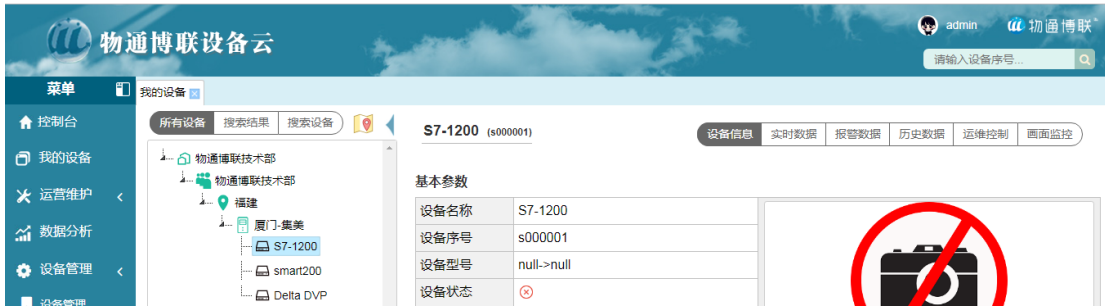 物通博联设备云
admin
物通博联
请输入设备序号...
菜单
我的设备
控制台
我的设备
运营维护
数据分析
设备管理
设备管理
所有设备
搜索结果
搜索设备
物通博联技术部
物通博联技术部
福建
厦门-集美
S7-1200
smart200
Delta DVP
S7-1200 (s000001)
设备信息
实时数据
报警数据
历史数据
运维控制
画面监控
基本参数
设备名称 S7-1200
设备序号 s000001
设备型号 null->null
设备状态